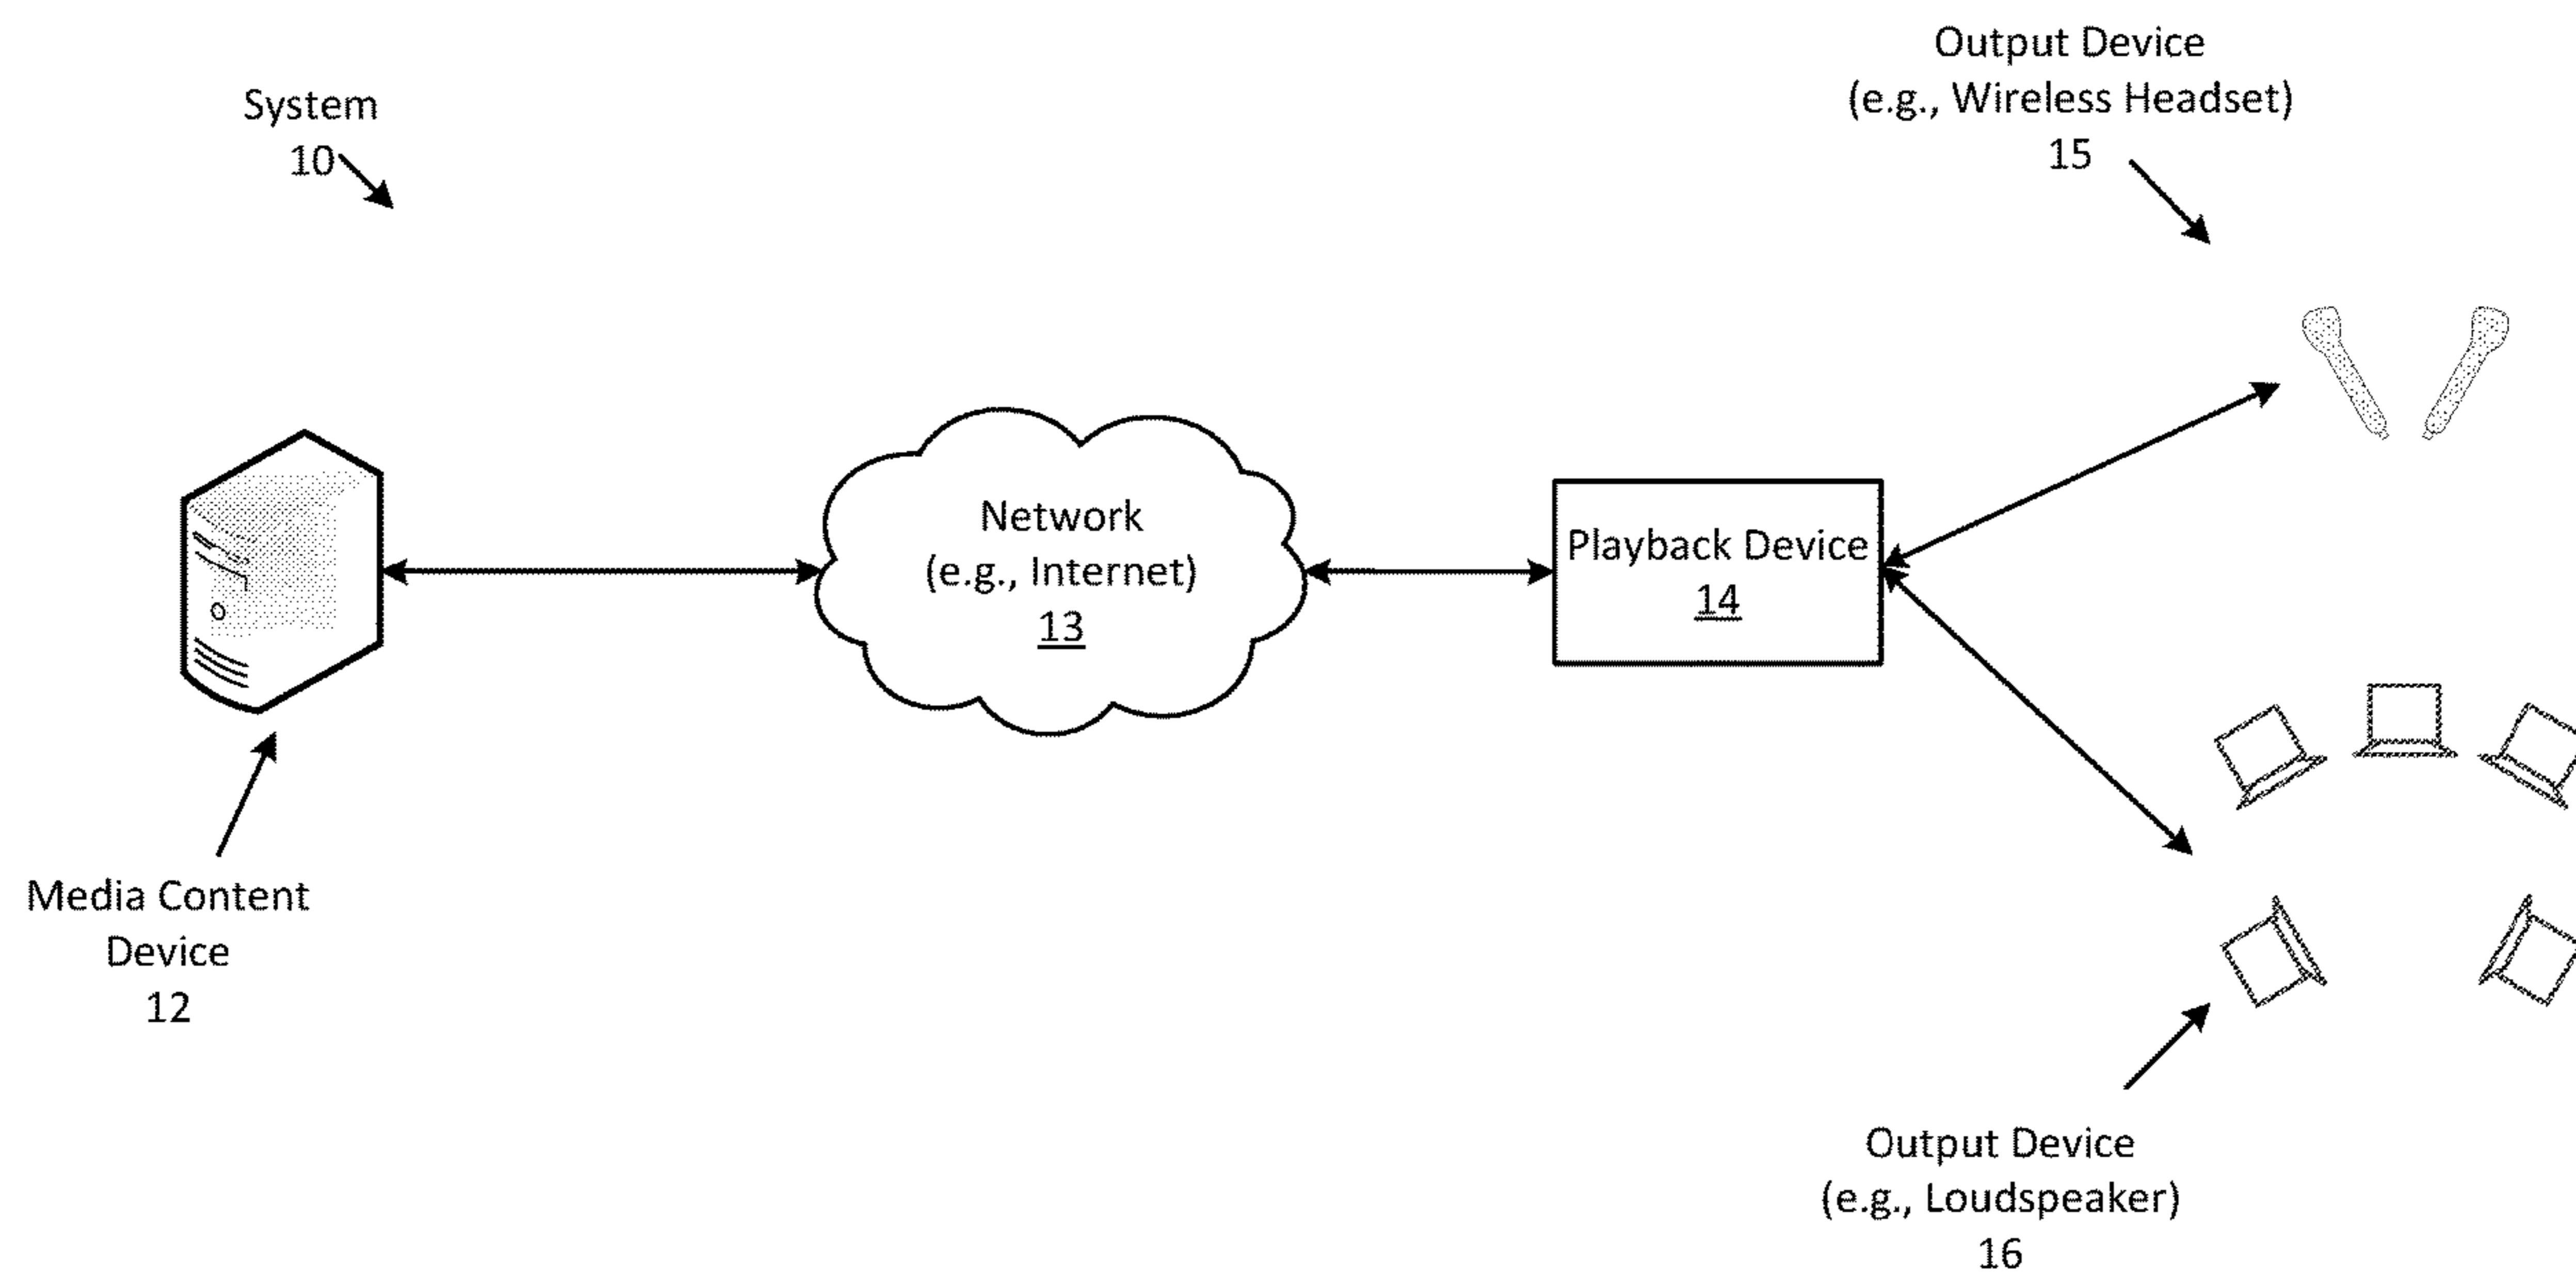 System
10
Output Device
(e.g., Wireless Headset)
15
Network
(e.g., Internet)
13
Playback Device
14
Media Content
Device
12
Output Device
(e.g., Loudspeaker)
16